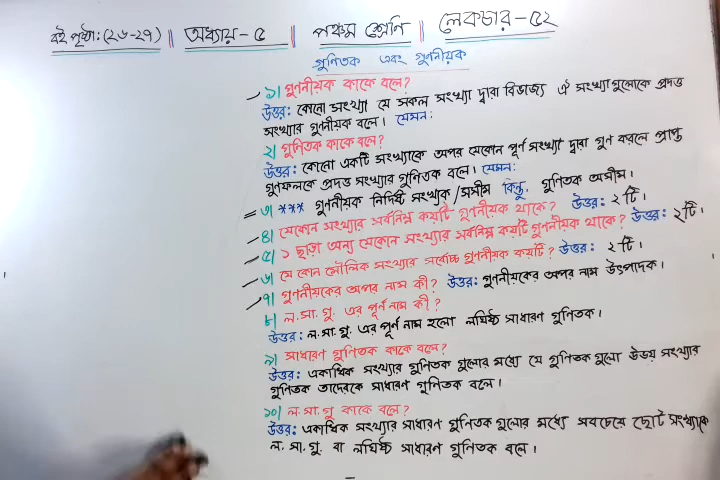 বই পৃষ্ঠা: (২৬-২৭) || অধ্যায়-৫ || পঞ্চম শ্রেণি || লেকচার-৫২
গুণিতক এবং গুণনীয়ক
১। গুণনীয়ক কাকে বলে?
উত্তর: কোনো সংখ্যা যে সকল সংখ্যা দ্বারা বিভাজ্য ঐ সংখ্যাগুলোকে প্রদত্ত
সংখ্যার গুণনীয়ক বলে। যেমন:
২। গুণিতক কাকে বলে?
উত্তর: কোনো একটি সংখ্যাকে অপর যেকোন পূর্ন সংখ্যা দ্বারা গুন করলে প্রাপ্ত
গুণফলকে প্রদত্ত সংখ্যার গুণিতক বলে। যেমন:
৩। *** গুণনীয়ক নির্দিষ্ট সংখ্যক/সসীম কিন্তু, গুণিতক অসীম।
৪। যেকোন সংখ্যার সর্বনিম্ন কয়টি গুণনীয়ক থাকে? উত্তর: ২টি।
৫। ১ ছাড়া অন্য যেকোন সংখ্যার সর্বনিম্ন কয়টি গুণনীয়ক থাকে? উত্তর: ২টি।
৬। যে কোন মৌলিক সংখ্যার সর্বোচ্চ গুণনীয়ক কয়টি? উত্তর: ২টি।
৭। গুণনীয়কের অপর নাম কী? উত্তর: গুণনীয়কের অপর নাম উৎপাদক।
৮। ল.সা.গু. এর পূর্ন নাম কী?
উত্তর: ল.সা.গু. এর পূর্ন নাম হলো লঘিষ্ঠ সাধারণ গুণিতক।
৯। সাধারণ গুণিতক কাকে বলে?
উত্তর: একাধিক সংখ্যার গুণিতক গুলোর মধ্যে যে গুণিতক গুলো উভয় সংখ্যার
গুণিতক তাদেরকে সাধারণ গুণিতক বলে।
১০। ল.সা.গু কাকে বলে?
উত্তর: একাধিক সংখ্যার সাধারণ গুণিতক গুলোর মধ্যে সবচেয়ে ছোট সংখ্যাকে
ল.সা.গু. বা লঘিষ্ঠ সাধারণ গুণিতক বলে।